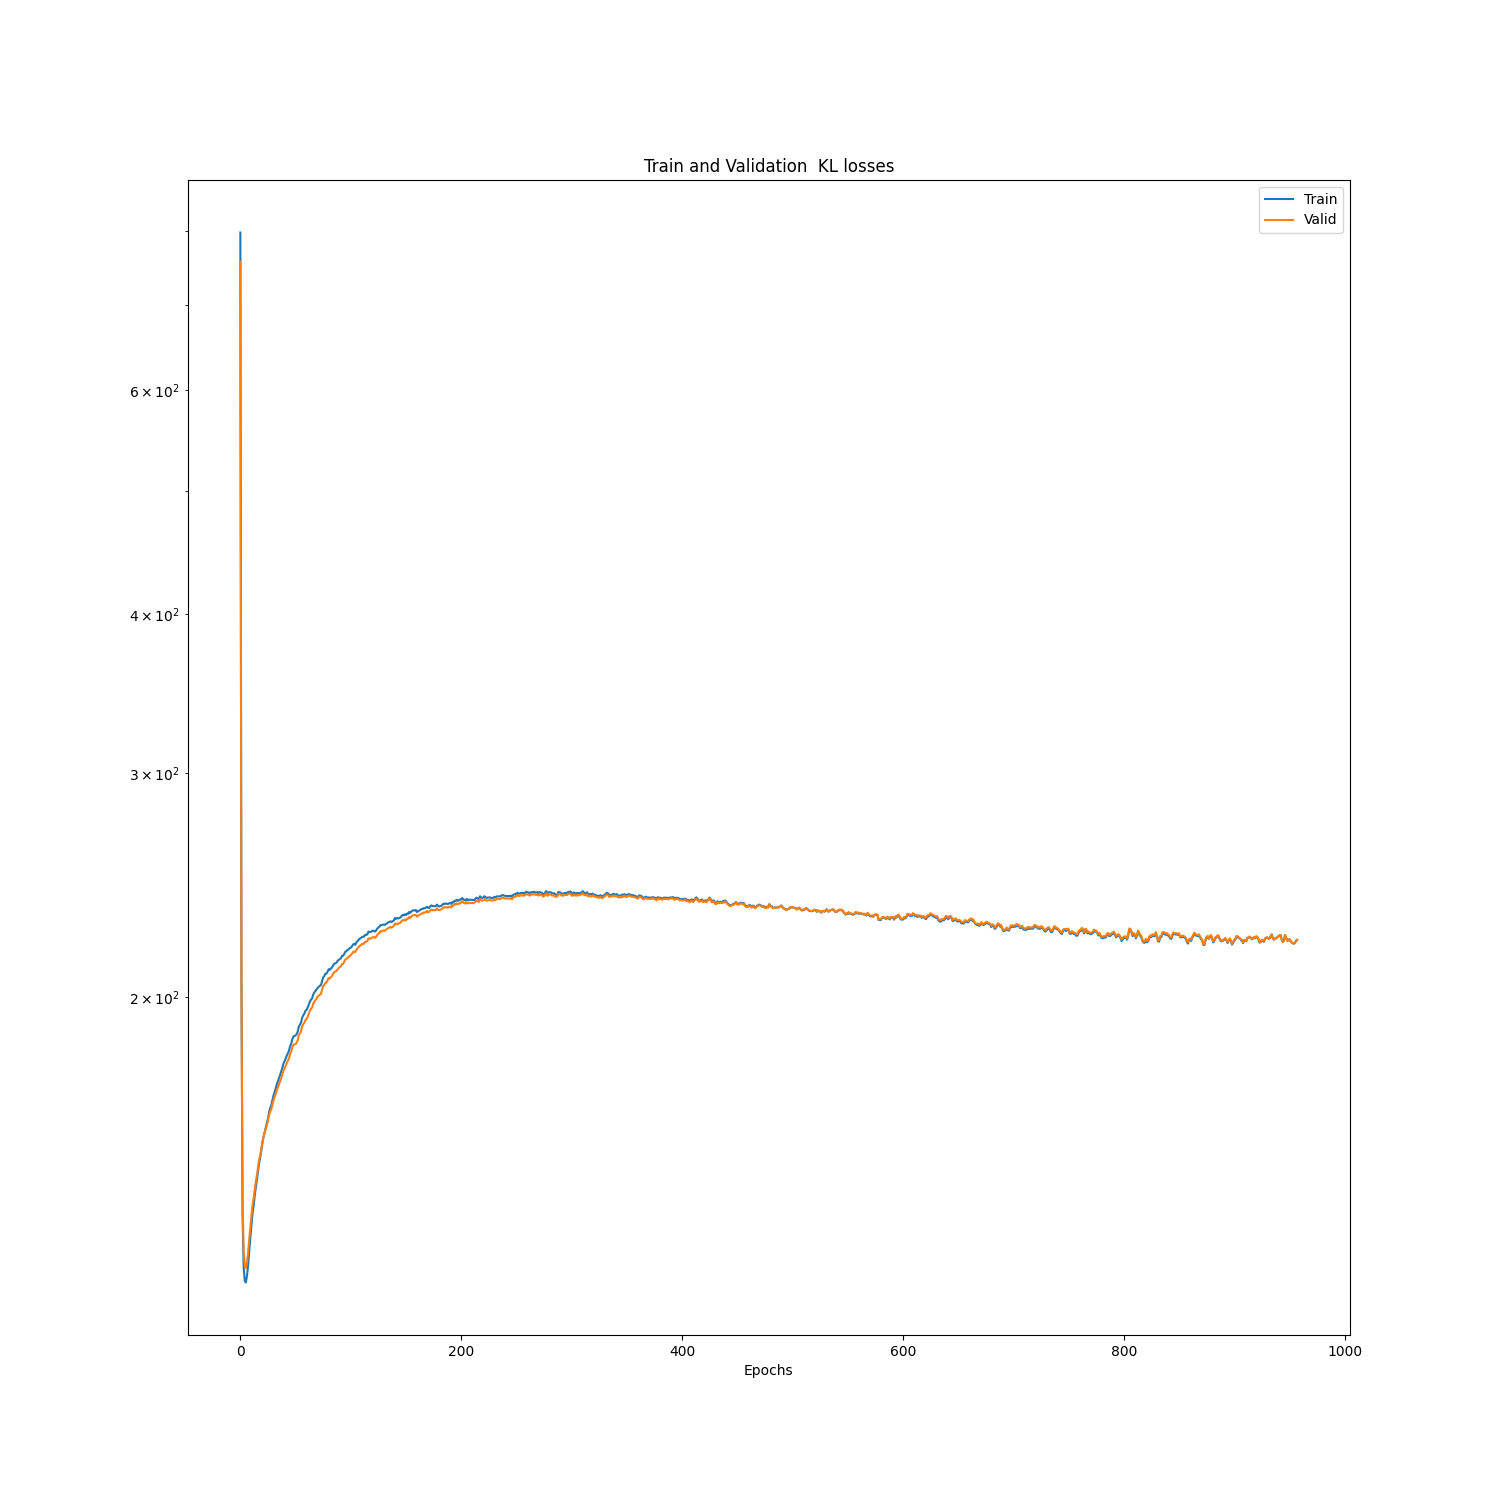 Train and Validation  KL losses
Train
Valid
6 × 10²
4 × 10²
3 × 10²
2 × 10²
0 200 400 600 800 1000
Epochs